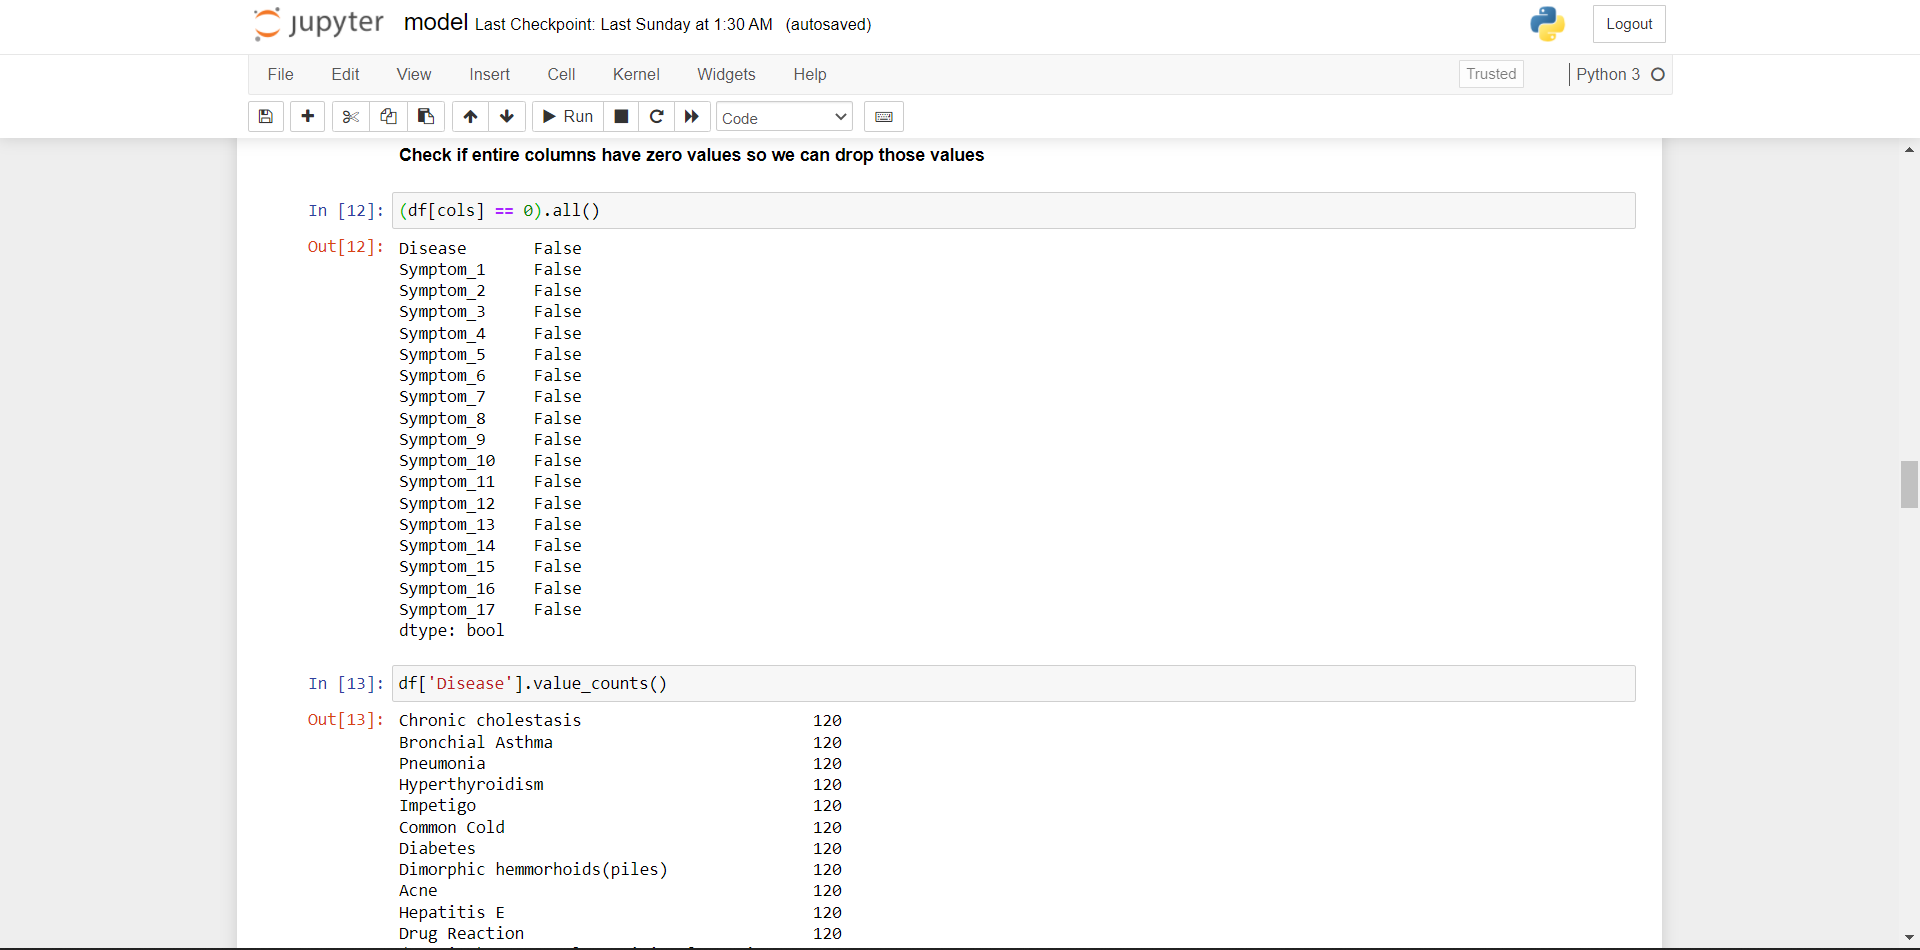 jupyter model Last Checkpoint: Last Sunday at 1:30 AM (autosaved) Logout
File Edit View Insert Cell Kernel Widgets Help Trusted Python 3
Run Code
Check if entire columns have zero values so we can drop those values
In [12]: (df[cols] == 0).all()
Out[12]: Disease False
Symptom_1 False
Symptom_2 False
Symptom_3 False
Symptom_4 False
Symptom_5 False
Symptom_6 False
Symptom_7 False
Symptom_8 False
Symptom_9 False
Symptom_10 False
Symptom_11 False
Symptom_12 False
Symptom_13 False
Symptom_14 False
Symptom_15 False
Symptom_16 False
Symptom_17 False
dtype: bool
In [13]: df['Disease'].value_counts()
Out[13]: Chronic cholestasis 120
Bronchial Asthma 120
Pneumonia 120
Hyperthyroidism 120
Impetigo 120
Common Cold 120
Diabetes 120
Dimorphic hemmorhoids(piles) 120
Acne 120
Hepatitis E 120
Drug Reaction 120